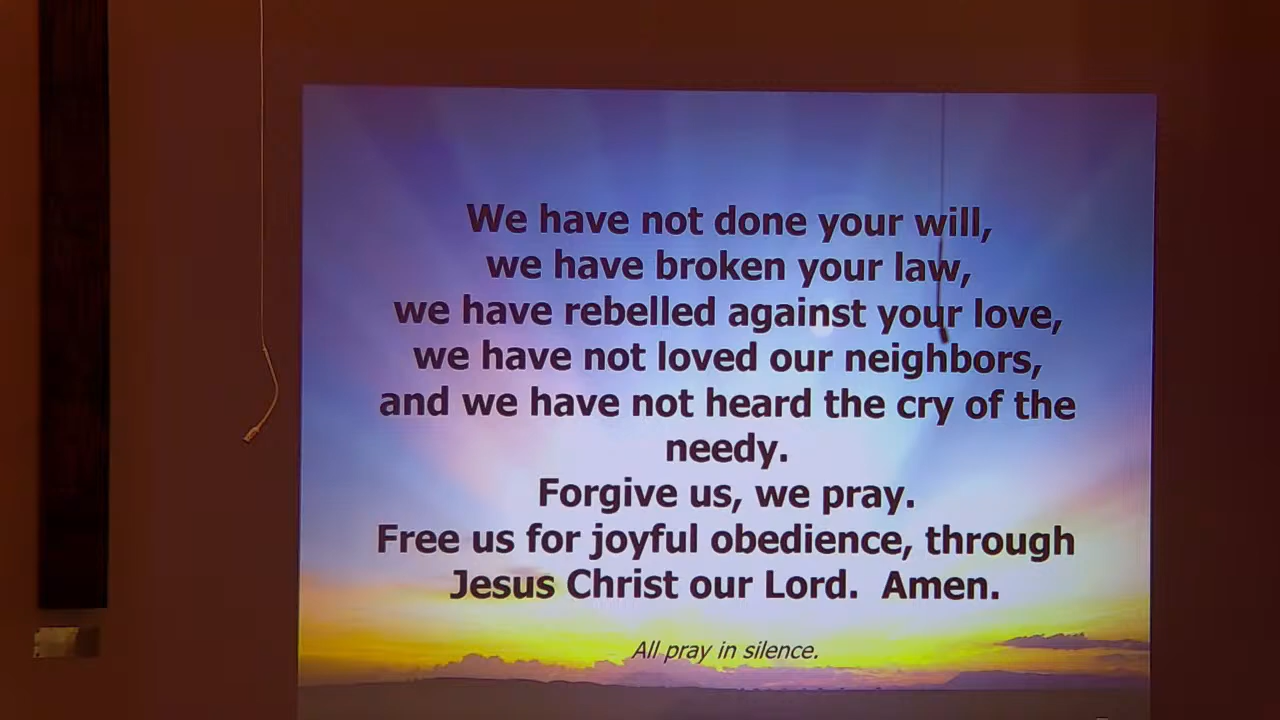 We have not done your will,
we have broken your law,
we have rebelled against your love,
we have not loved our neighbors,
and we have not heard the cry of the
needy.
Forgive us, we pray.
Free us for joyful obedience, through
Jesus Christ our Lord.  Amen.
All pray in silence.